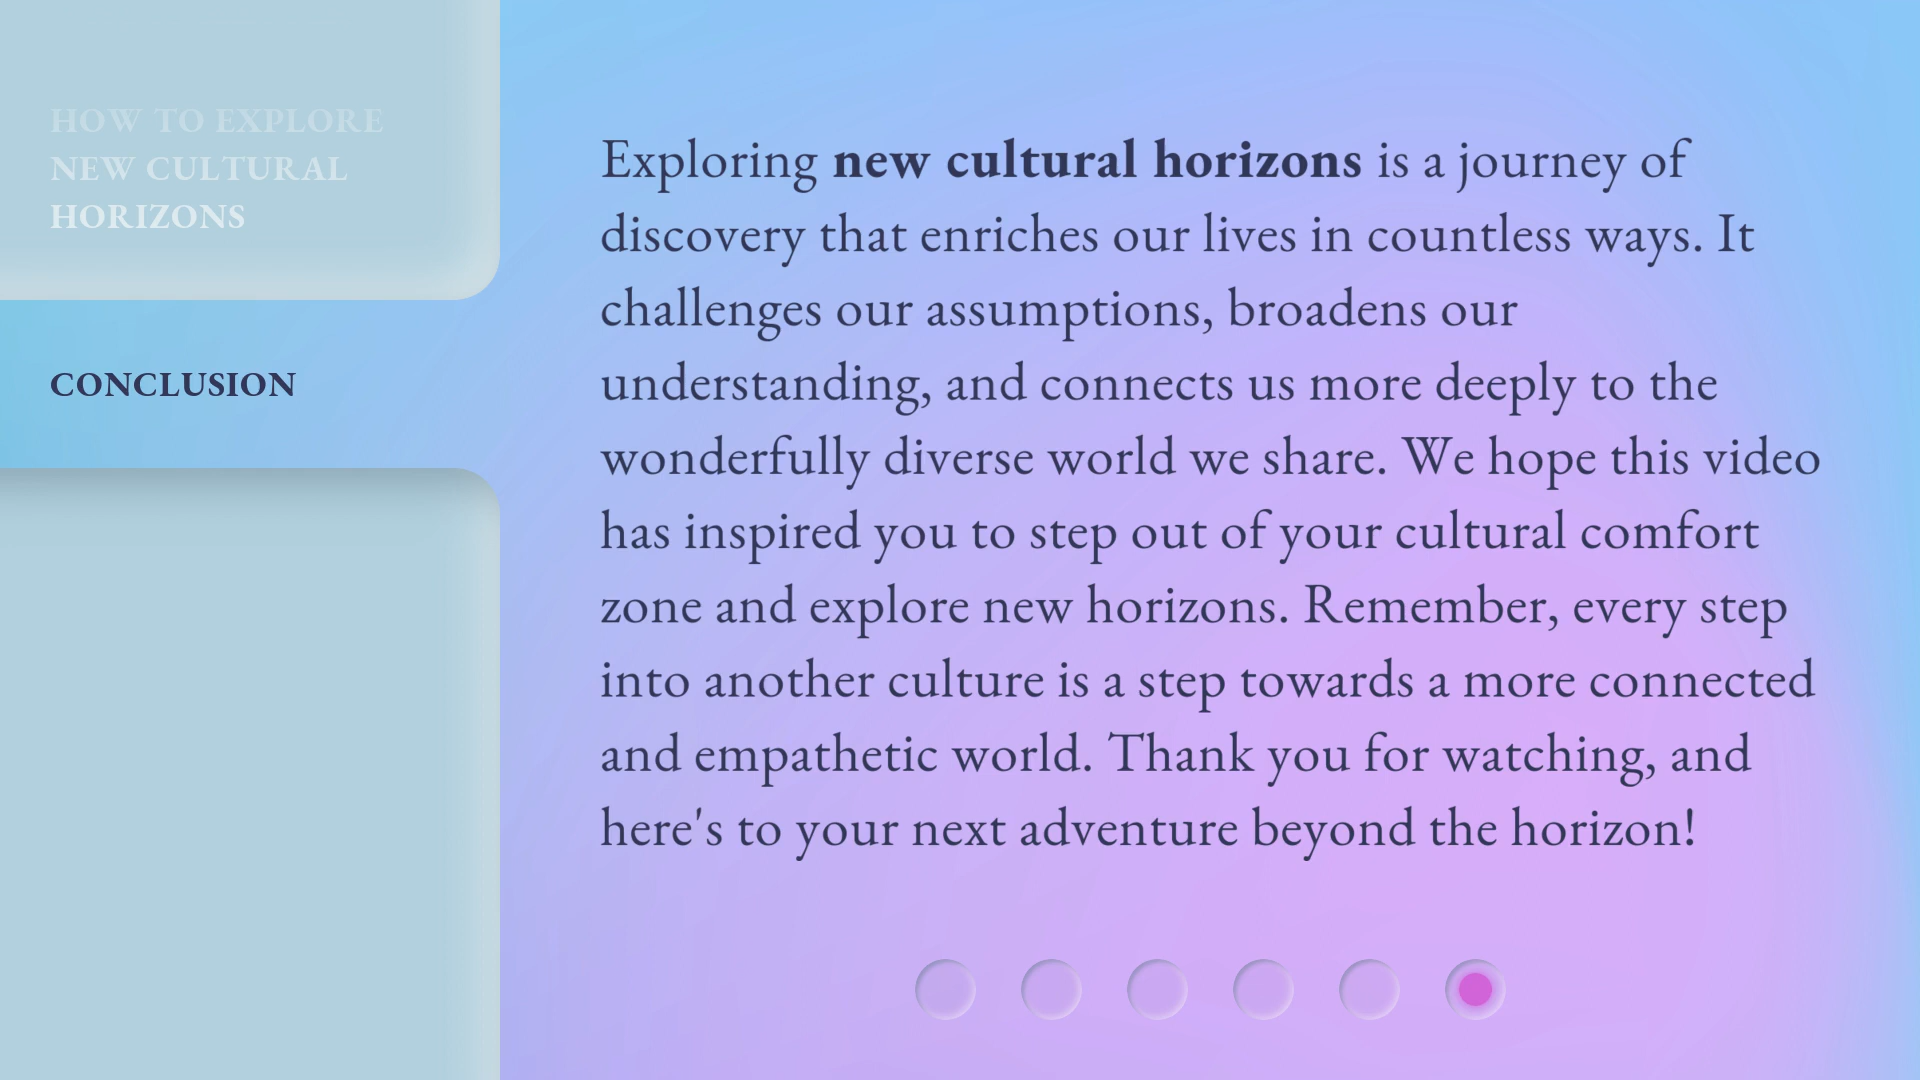 HOW TO EXPLORE
NEW CULTURAL
HORIZONS
CONCLUSION
Exploring new cultural horizons is a journey of
discovery that enriches our lives in countless ways. It
challenges our assumptions, broadens our
understanding, and connects us more deeply to the
wonderfully diverse world we share. We hope this video
has inspired you to step out of your cultural comfort
zone and explore new horizons. Remember, every step
into another culture is a step towards a more connected
and empathetic world. Thank you for watching, and
here's to your next adventure beyond the horizon!